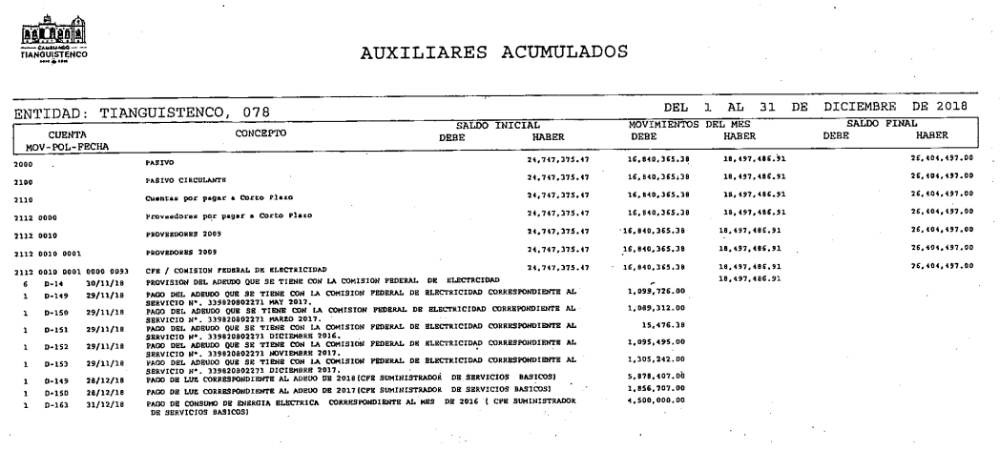 CAMBIANDO
TIANGUISTENCO
AUXILIARES ACUMULADOS
ENTIDAD: TIANGUISTENCO, 078 DEL 1 AL 31 DE DICIEMBRE DE 2018
CUENTA CONCEPTO SALDO INICIAL MOVIMIENTOS DEL MES SALDO FINAL
MOV-POL-FECHA DEBE HABER DEBE HABER DEBE HABER
2000 PASIVO 24,747,375.47 16,840,365.38 18,497,486.91 26,404,497.00
2100 PASIVO CIRCULANTE 24,747,375.47 16,840,365.38 18,497,486.91 26,404,497.00
2110 Cuentas por pagar a Corto Plazo 24,747,375.47 16,840,365.38 18,497,486.91 26,404,497.00
2112 0000 Proveedores por pagar a Corto Plazo 24,747,375.47 16,840,365.38 18,497,486.91 26,404,497.00
2112 0010 PROVEEDORES 2009 24,747,375.47 16,840,365.38 18,497,486.91 26,404,497.00
2112 0010 0001 PROVEDORES 2009 24,747,375.47 16,840,365.38 18,497,486.91 26,404,497.00
2112 0010 0001 0000 0093 CFE / COMISION FEDERAL DE ELECTRICIDAD 24,747,375.47 16,840,365.38 18,497,486.91 26,404,497.00
6 D-14 30/11/18 PROVISION DEL ADEUDO QUE SE TIENE CON LA COMISION FEDERAL DE ELECTRCIDAD 18,497,486.91
1 D-149 29/11/18 PAGO DEL ADEUDO QUE SE TIENE CON LA COMISION FEDERAL DE ELECTRICIDAD CORRESPONDIENTE AL 1,099,726.00
SERVICIO N*. 339820802271 MAY 2017.
1 D-150 29/11/18 PAGO DEL ADEUDO QUE SE TIENE CON LA COMISION FEDERAL DE ELECTRICIDAD CORREPONDIENTE AL 1,089,312.00
SERVICIO N*. 339820802271 MARZO 2017.
1 D-151 29/11/18 PAGO DEL ADEUDO QUE SE TIENE CON LA COMISION FEDERAL DE ELECTRICIDAD CORRESPONDIENTE AL 15,476.38
SERVICIO N*. 339820802271 DICIEMBRE 2016.
1 D-152 29/11/18 PAGO DEL ADEUDO QUE SE TIENE CON LA COMISION FEDERAL DE ELECTRICIDAD CORRESPONDIENTE AL 1,095,495.00
SERVICIO N*. 339820802271 NOVIEMBRE 2017.
1 D-153 29/11/18 PAGO DEL ADEUDO QUE SE TIENE CON LA COMISION FEDERAL DE ELECTRICIDAD CORRESPONDIENTE AL 1,305,242.00
SERVICIO N*. 339820802271 DICIEMBRE 2017.
1 D-149 28/12/18 PAGO DE LUZ CORRESPONDIENTE AL ADEUO DE 2018(CFE SUMINISTRADOR DE SERVICIOS BASICOS) 5,878,407.00
1 D-150 28/12/18 PAGO DE LUZ CORRESPONDIENTE AL ADEUO DE 2017(CFE SUMINISTRADOR DE SERVICIOS BASICOS) 1,856,707.00
1 D-163 31/12/18 PAGO DE CONSUMO DE ENERGIA ELECTRICA CORRESPONDIENTE AL MES DE 2016 ( CFE SUMINISTRADOR 4,500,000.00
DE SERVICIOS BASICOS)